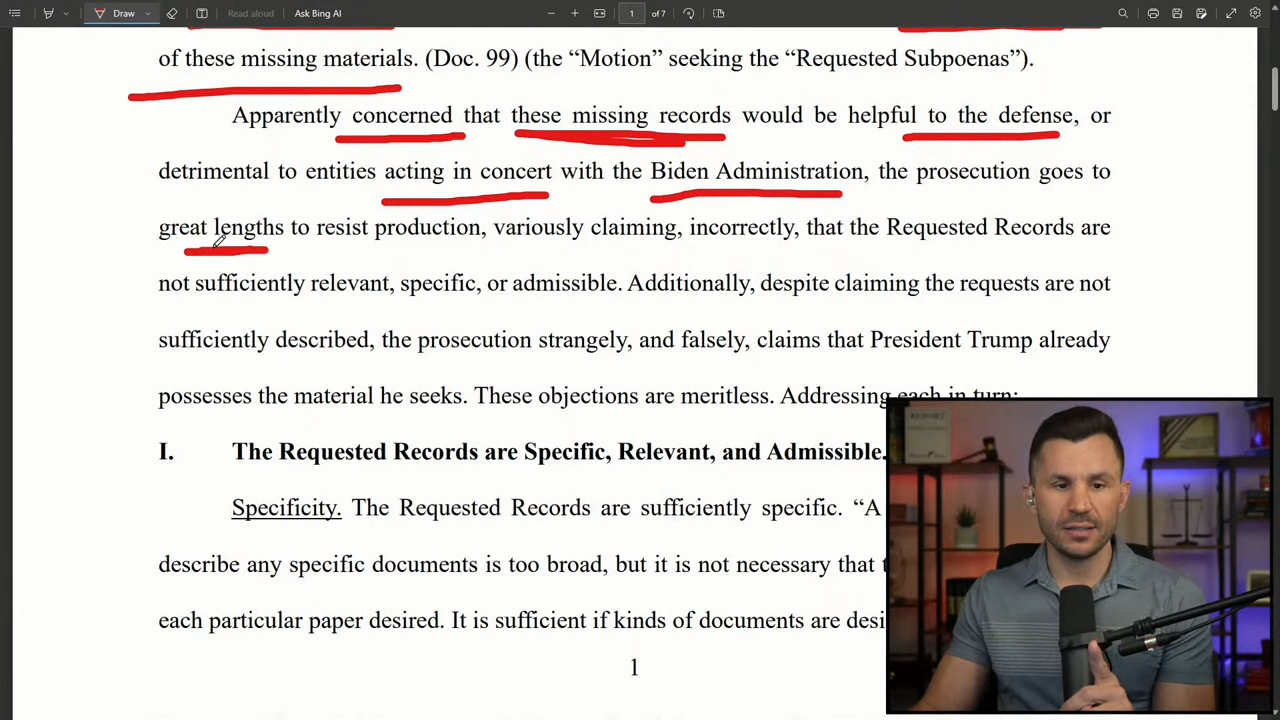 Draw
Read aloud
Ask Bing AI
1
of 7
of these missing materials. (Doc. 99) (the “Motion” seeking the “Requested Subpoenas”).
Apparently concerned that these missing records would be helpful to the defense, or
detrimental to entities acting in concert with the Biden Administration, the prosecution goes to
great lengths to resist production, variously claiming, incorrectly, that the Requested Records are
not sufficiently relevant, specific, or admissible. Additionally, despite claiming the requests are not
sufficiently described, the prosecution strangely, and falsely, claims that President Trump already
possesses the material he seeks. These objections are meritless. Addressing each in turn:
I. The Requested Records are Specific, Relevant, and Admissible.
Specificity. The Requested Records are sufficiently specific. “A
describe any specific documents is too broad, but it is not necessary that
each particular paper desired. It is sufficient if kinds of documents are desi
1
REPORT